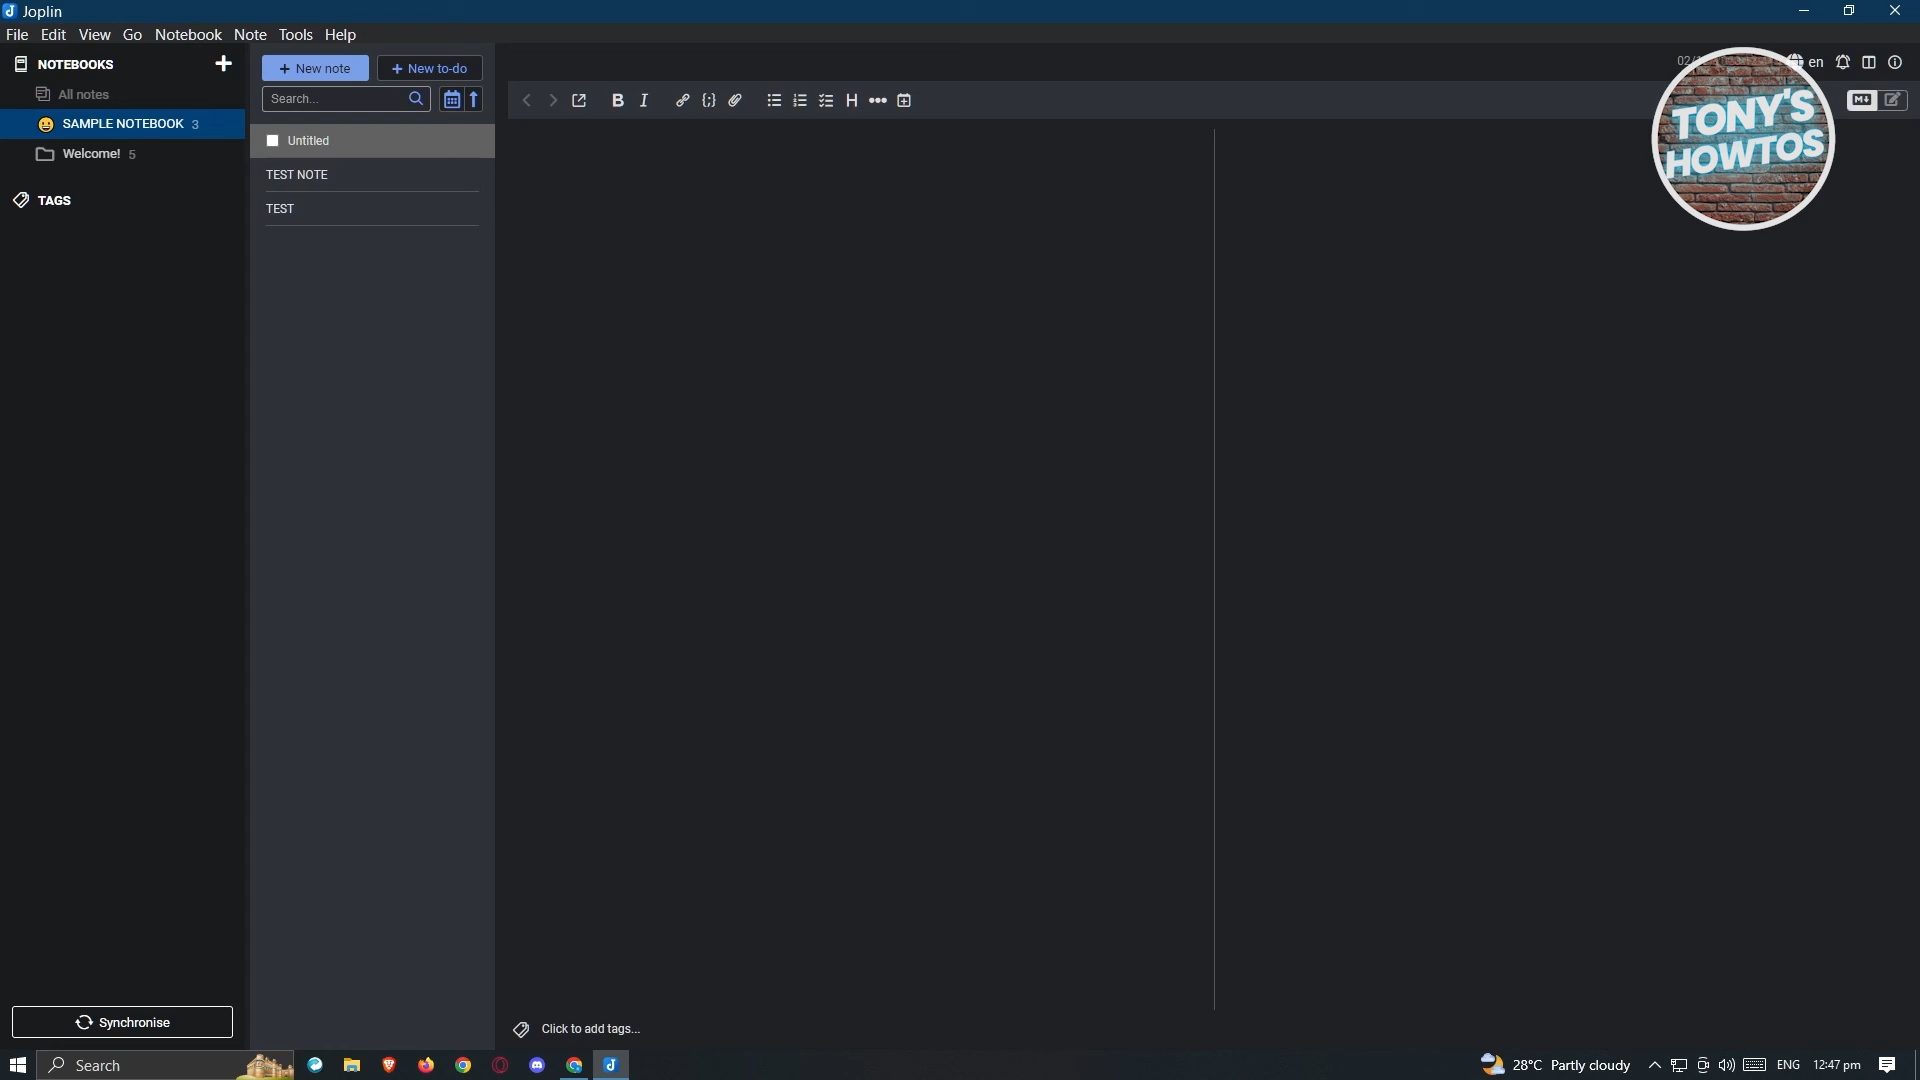 Joplin
File Edit View Go Notebook Note Tools Help
NOTEBOOKS
All notes
SAMPLE NOTEBOOK 3
Welcome! 5
TAGS
Synchronise
+ New note
+ New to-do
Search...
Untitled
TEST NOTE
TEST
02/
en
B I
H
M
TONY'S
HOWTOS
Click to add tags...
Search
28°C Partly cloudy
ENG
12:47 pm